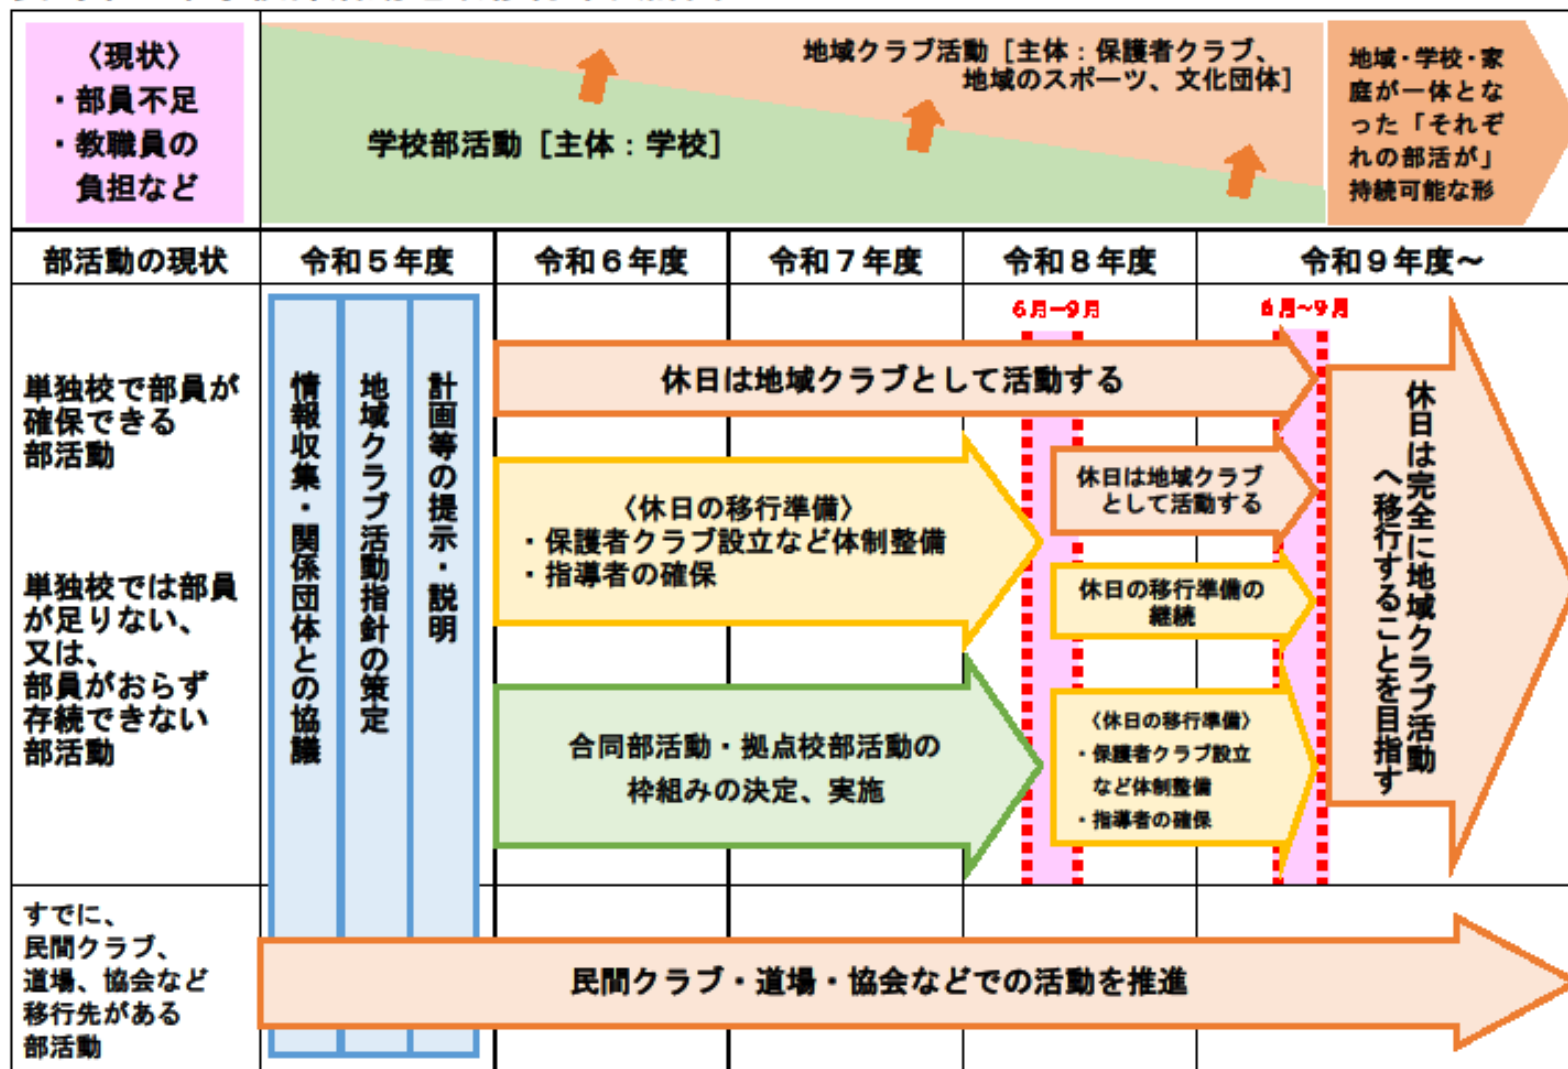 〈現状〉
・部員不足
・教職員の
負担など
学校部活動［主体：学校］
地域クラブ活動［主体：保護者クラブ、
地域のスポーツ、文化団体］
地域・学校・家
庭が一体とな
った「それぞ
れの部活が」
持続可能な形
部活動の現状
令和５年度
令和６年度
令和７年度
令和８年度
令和９年度～
単独校で部員が
確保できる
部活動
単独校では部員
が足りない、
又は、
部員がおらず
存続できない
部活動
情報収集・関係団体との協議
地域クラブ活動指針の策定
計画等の提示・説明
6月～9月
6月～9月
休日は地域クラブとして活動する
〈休日の移行準備〉
・保護者クラブ設立など体制整備
・指導者の確保
休日は地域クラブ
として活動する
休日の移行準備の
継続
合同部活動・拠点校部活動の
枠組みの決定、実施
〈休日の移行準備〉
・保護者クラブ設立
など体制整備
・指導者の確保
休日は完全に地域クラブ活動
へ移行することを目指す
すでに、
民間クラブ、
道場、協会など
移行先がある
部活動
民間クラブ・道場・協会などでの活動を推進